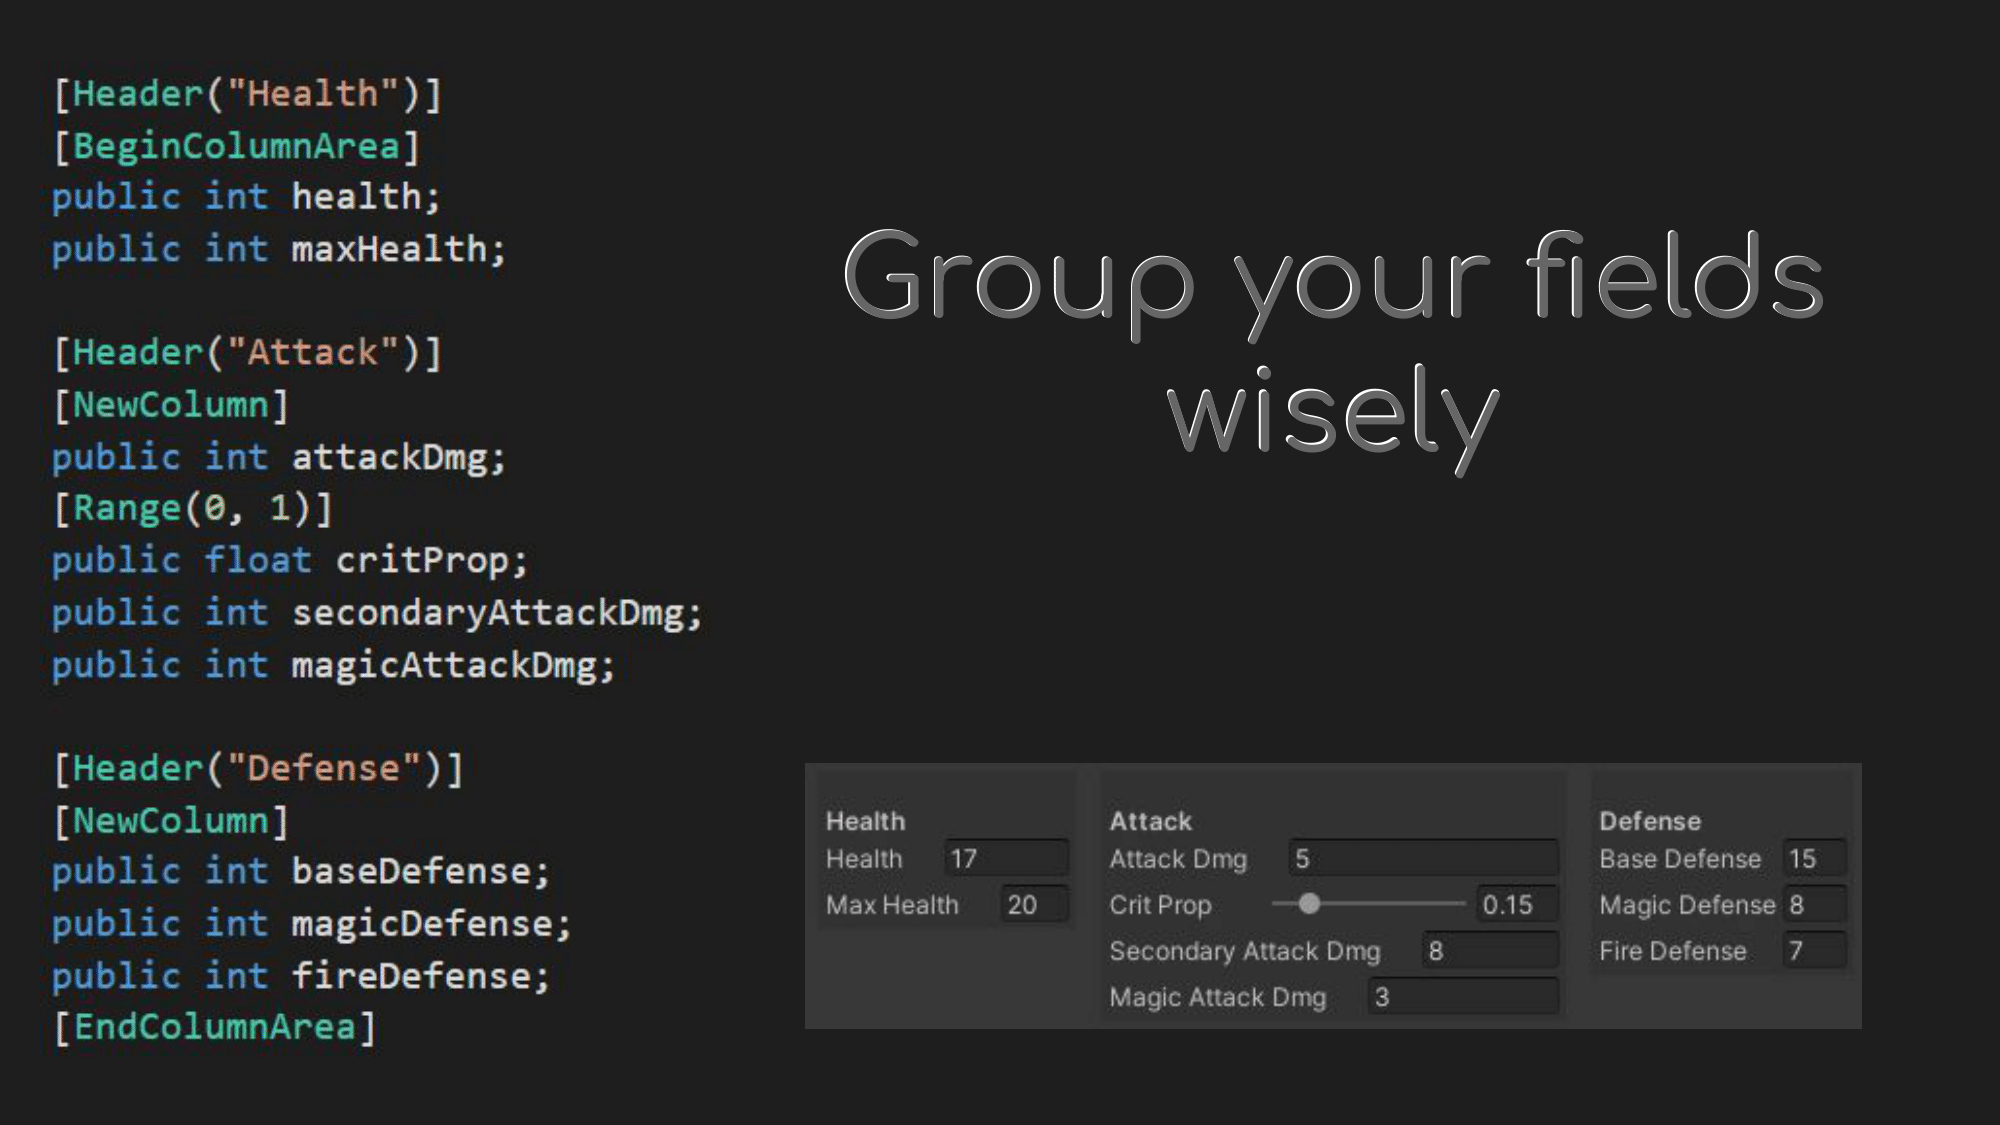 [Header("Health")]
[BeginColumnArea]
public int health;
public int maxHealth;
[Header("Attack")]
[NewColumn]
public int attackDmg;
[Range(0, 1)]
public float critProp;
public int secondaryAttackDmg;
public int magicAttackDmg;
[Header("Defense")]
[NewColumn]
public int baseDefense;
public int magicDefense;
public int fireDefense;
[EndColumnArea]
Group your fields
wisely
Health
Health 17
Max Health 20
Attack
Attack Dmg 5
Crit Prop 0.15
Secondary Attack Dmg 8
Magic Attack Dmg 3
Defense
Base Defense 15
Magic Defense 8
Fire Defense 7